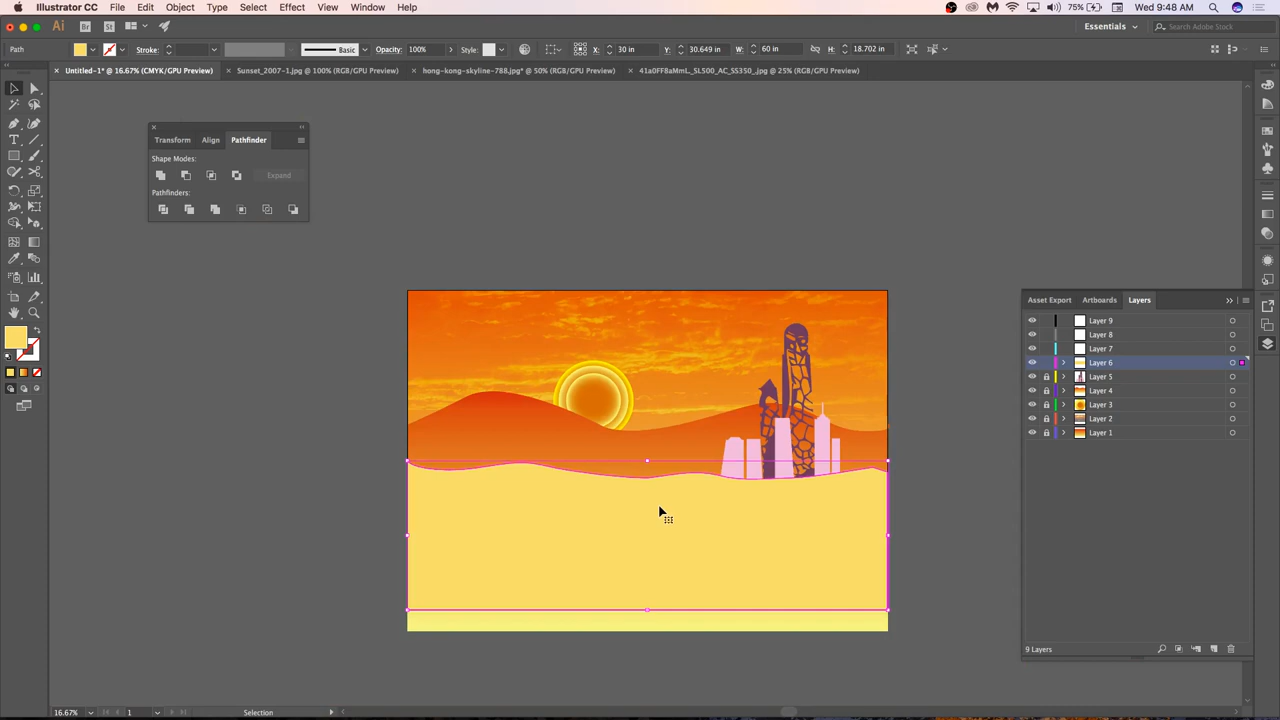 Illustrator CC File Edit Object Type Select Effect View Window Help 75% Wed 9:48 AM
Ai Br St Essentials Search Adobe Stock
Path Stroke: Basic Opacity: 100% Style: X: 30 in Y: 30.649 in W: 60 in H: 18.702 in
× Untitled-1* @ 16.67% (CMYK/GPU Preview) × Sunset_2007-1.jpg @ 100% (RGB/GPU Preview) × hong-kong-skyline-788.jpg* @ 50% (RGB/GPU Preview) × 41a0FF8aMmL._SL500_AC_SS350_.jpg @ 25% (RGB/GPU Preview)
Transform Align Pathfinder
Shape Modes:
Expand
Pathfinders:
Asset Export Artboards Layers
Layer 9
Layer 8
Layer 7
Layer 6
Layer 5
Layer 4
Layer 3
Layer 2
Layer 1
9 Layers
16.67% 1 Selection